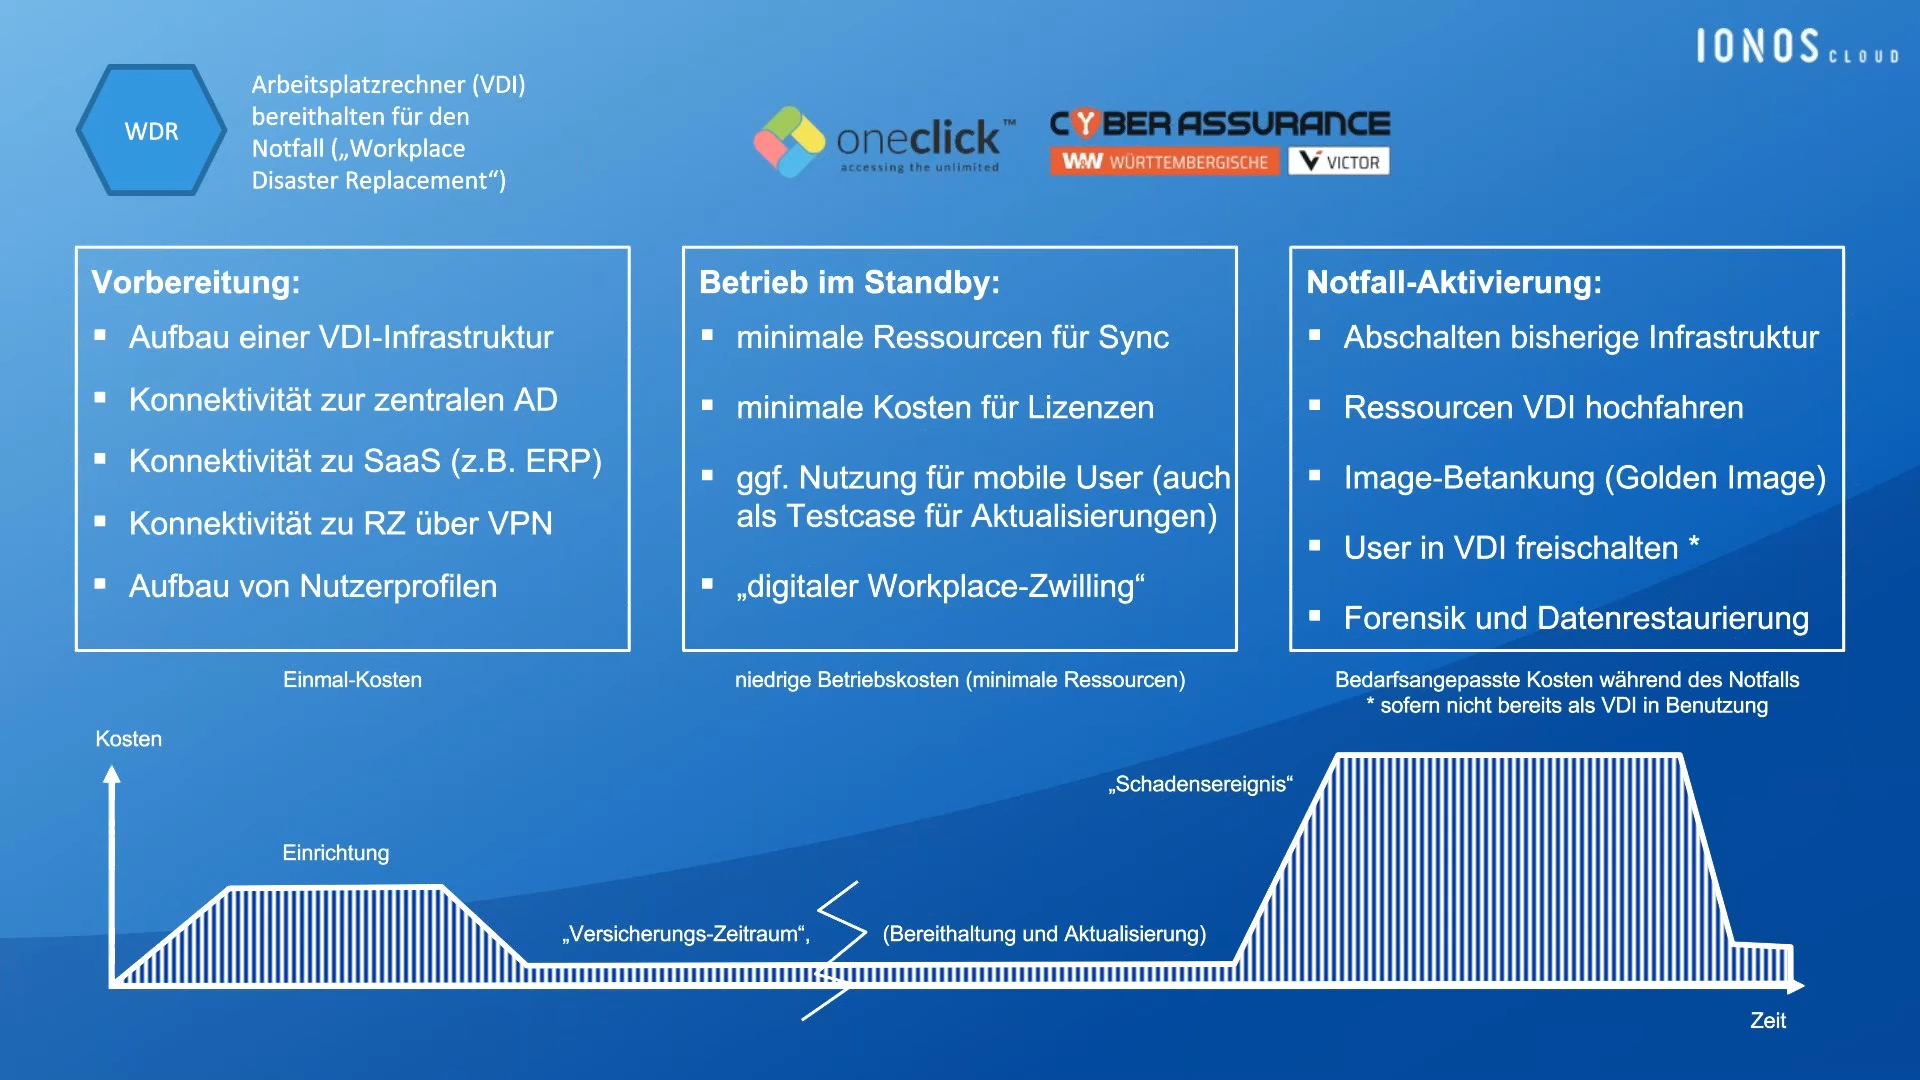 IONOS CLOUD
WDR
Arbeitsplatzrechner (VDI)
bereithalten für den
Notfall („Workplace
Disaster Replacement“)
oneclick™
accessing the unlimited
CYBER ASSURANCE
W&W WÜRTTEMBERGISCHE
V VICTOR
Vorbereitung:
▪ Aufbau einer VDI-Infrastruktur
▪ Konnektivität zur zentralen AD
▪ Konnektivität zu SaaS (z.B. ERP)
▪ Konnektivität zu RZ über VPN
▪ Aufbau von Nutzerprofilen
Einmal-Kosten
Betrieb im Standby:
▪ minimale Ressourcen für Sync
▪ minimale Kosten für Lizenzen
▪ ggf. Nutzung für mobile User (auch
als Testcase für Aktualisierungen)
▪ „digitaler Workplace-Zwilling“
niedrige Betriebskosten (minimale Ressourcen)
Notfall-Aktivierung:
▪ Abschalten bisherige Infrastruktur
▪ Ressourcen VDI hochfahren
▪ Image-Betankung (Golden Image)
▪ User in VDI freischalten *
▪ Forensik und Datenrestaurierung
Bedarfsangepasste Kosten während des Notfalls
* sofern nicht bereits als VDI in Benutzung
Kosten
„Schadensereignis“
Einrichtung
„Versicherungs-Zeitraum“, (Bereithaltung und Aktualisierung)
Zeit